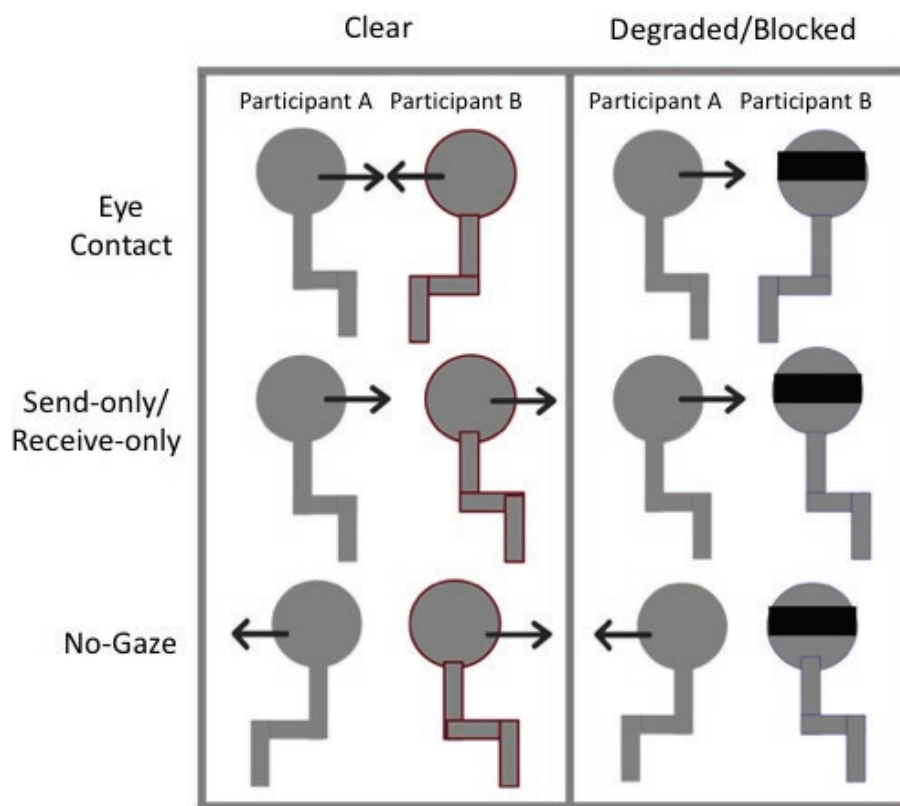 Clear
Degraded/Blocked
Participant A
Participant B
Participant A
Participant B
Eye
Contact
Send-only/
Receive-only
No-Gaze